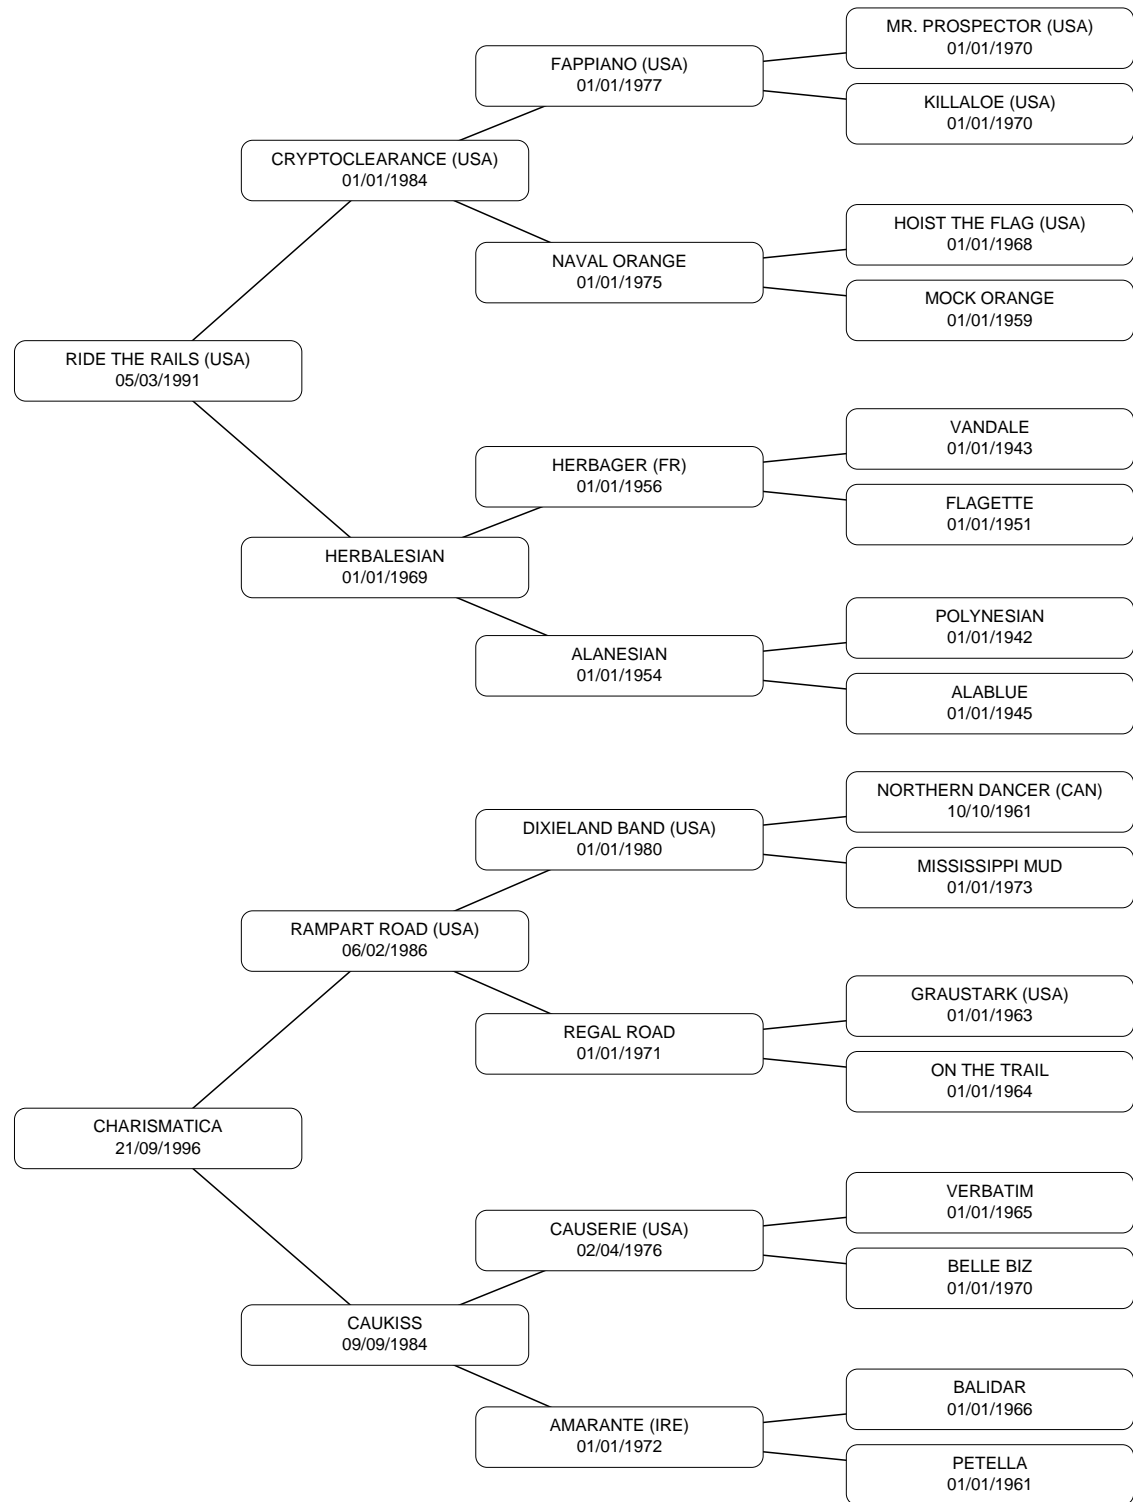 MR. PROSPECTOR (USA)
01/01/1970
FAPPIANO (USA)
01/01/1977
KILLALOE (USA)
01/01/1970
CRYPTOCLEARANCE (USA)
01/01/1984
HOIST THE FLAG (USA)
01/01/1968
NAVAL ORANGE
01/01/1975
MOCK ORANGE
01/01/1959
RIDE THE RAILS (USA)
05/03/1991
VANDALE
01/01/1943
HERBAGER (FR)
01/01/1956
FLAGETTE
01/01/1951
HERBALESIAN
01/01/1969
POLYNESIAN
01/01/1942
ALANESIAN
01/01/1954
ALABLUE
01/01/1945
NORTHERN DANCER (CAN)
10/10/1961
DIXIELAND BAND (USA)
01/01/1980
MISSISSIPPI MUD
01/01/1973
RAMPART ROAD (USA)
06/02/1986
GRAUSTARK (USA)
01/01/1963
REGAL ROAD
01/01/1971
ON THE TRAIL
01/01/1964
CHARISMATICA
21/09/1996
VERBATIM
01/01/1965
CAUSERIE (USA)
02/04/1976
BELLE BIZ
01/01/1970
CAUKISS
09/09/1984
BALIDAR
01/01/1966
AMARANTE (IRE)
01/01/1972
PETELLA
01/01/1961